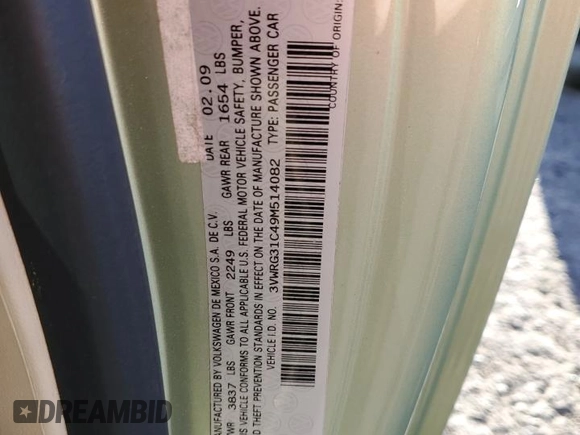 MANUFACTURED BY VOLKSWAGEN DE MEXICO S.A. DE C.V. DATE 02.09
GVWR 3837 LBS GAWR FRONT 2249 LBS GAWR REAR 1654 LBS
THIS VEHICLE CONFORMS TO ALL APPLICABLE U.S. FEDERAL MOTOR VEHICLE SAFETY, BUMPER,
AND THEFT PREVENTION STANDARDS IN EFFECT ON THE DATE OF MANUFACTURE SHOWN ABOVE.
VEHICLE I.D. NO. 3VWRG31C49M514082 TYPE: PASSENGER CAR
COUNTRY OF ORIGIN:
DREAMBID